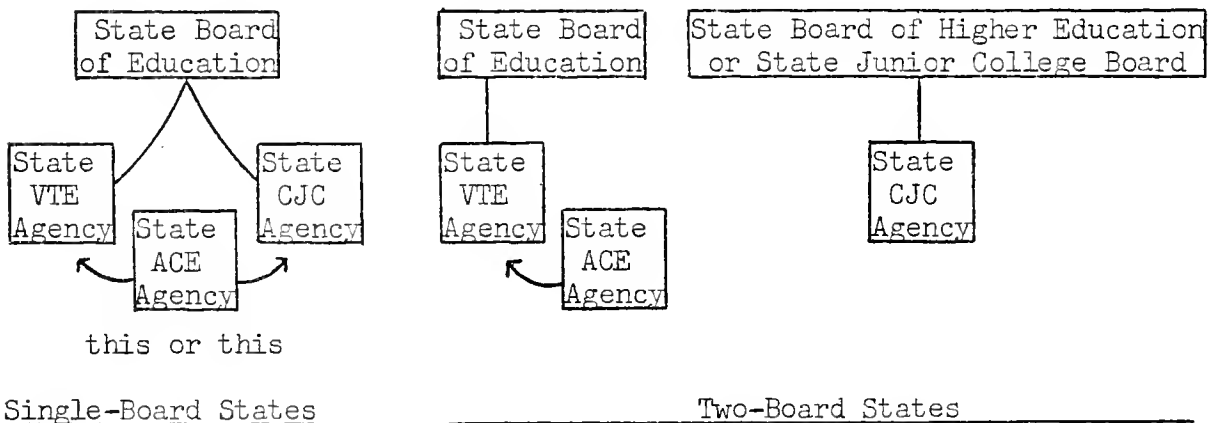 State Board
of Education
State
VTE
Agency
State
CJC
Agency
State
ACE
Agency
this or this
Single-Board States
State Board
of Education
State
VTE
Agency
State
ACE
Agency
State Board of Higher Education
or State Junior College Board
State
CJC
Agency
Two-Board States